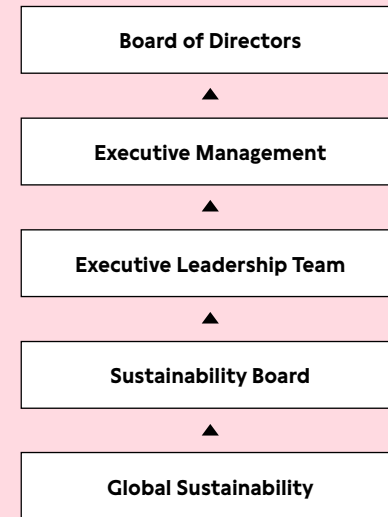 Board of Directors
Executive Management
Executive Leadership Team
Sustainability Board
Global Sustainability